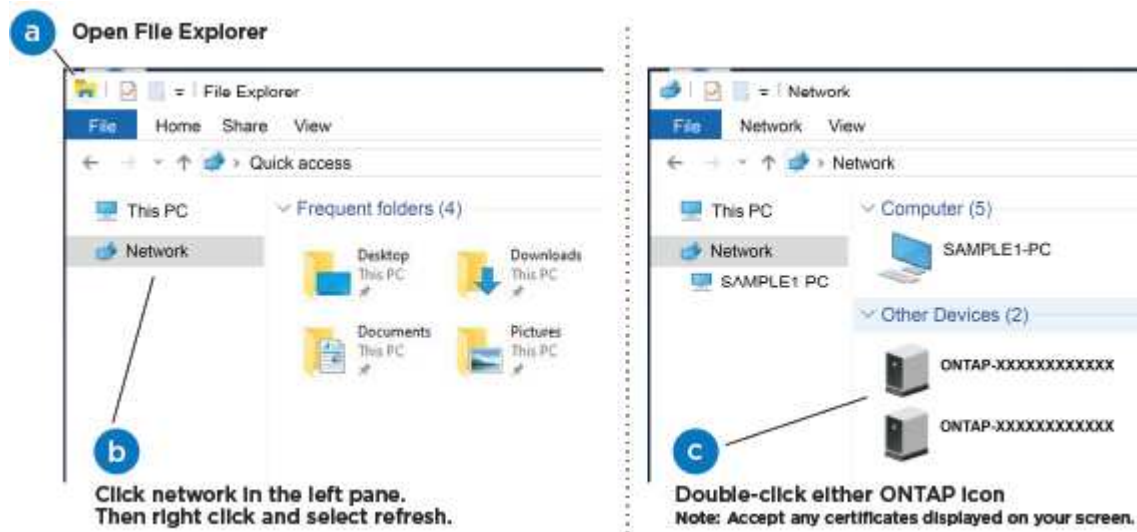 a Open File Explorer
File Explorer
File Home Share View
Quick access
This PC
Network
Frequent folders (4)
Desktop
This PC
Downloads
This PC
Documents
This PC
Pictures
This PC
b
Click network in the left pane.
Then right click and select refresh.
Network
File Network View
Network
This PC
Network
SAMPLE1 PC
Computer (5)
SAMPLE1-PC
Other Devices (2)
ONTAP-XXXXXXXXXXXX
ONTAP-XXXXXXXXXXXX
c
Double-click either ONTAP icon
Note: Accept any certificates displayed on your screen.